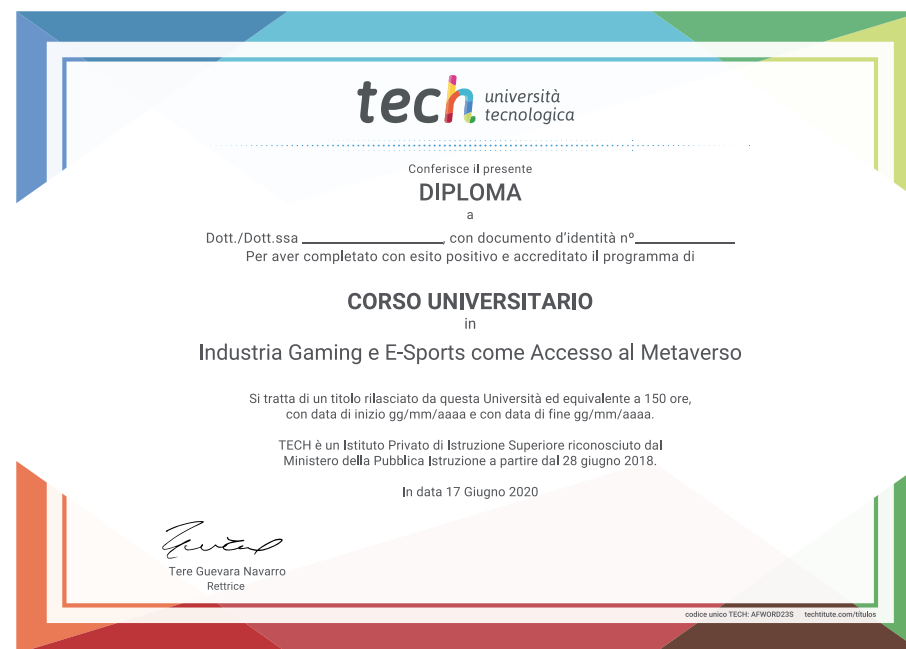 tech università
tecnologica
Conferisce il presente
DIPLOMA
a
Dott./Dott.ssa ____________________, con documento d'identità nº______________
Per aver completato con esito positivo e accreditato il programma di
CORSO UNIVERSITARIO
in
Industria Gaming e E-Sports come Accesso al Metaverso
Si tratta di un titolo rilasciato da questa Università ed equivalente a 150 ore,
con data di inizio gg/mm/aaaa e con data di fine gg/mm/aaaa.
TECH è un Istituto Privato di Istruzione Superiore riconosciuto dal
Ministero della Pubblica Istruzione a partire dal 28 giugno 2018.
In data 17 Giugno 2020
Tere Guevara Navarro
Rettrice
codice unico TECH: AFWORD23S techtitute.com/titulos